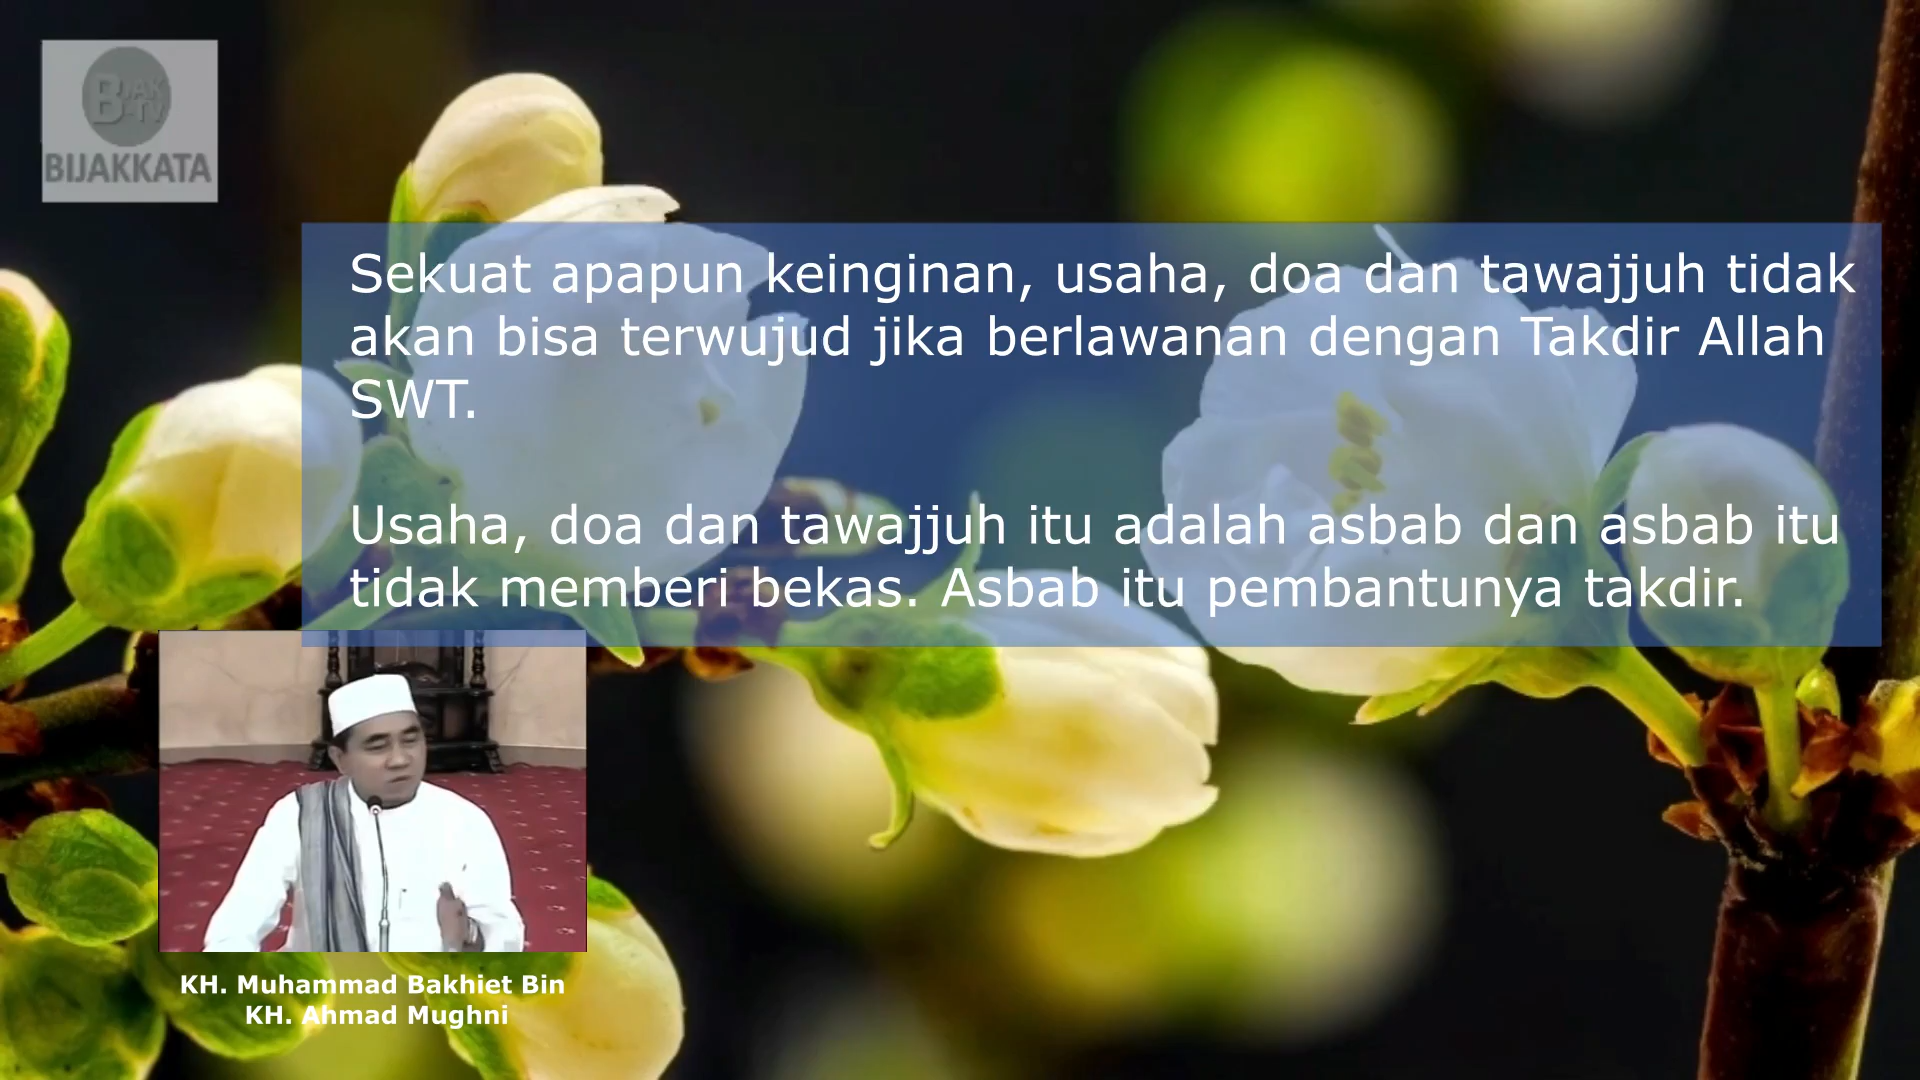 BIJAK
B-TV
BIJAKKATA
Sekuat apapun keinginan, usaha, doa dan tawajjuh tidak
akan bisa terwujud jika berlawanan dengan Takdir Allah
SWT.
Usaha, doa dan tawajjuh itu adalah asbab dan asbab itu
tidak memberi bekas. Asbab itu pembantunya takdir.
KH. Muhammad Bakhiet Bin
KH. Ahmad Mughni